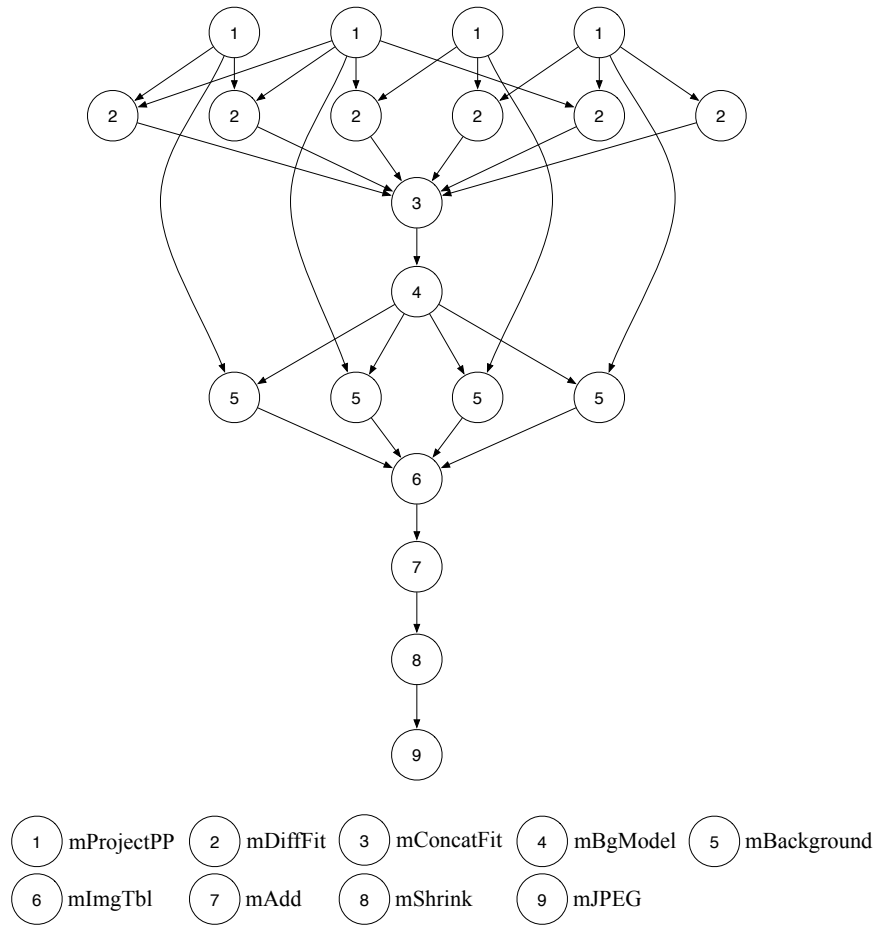 1 1 1 1
2 2 2 2 2 2
3
4
5 5 5 5
6
7
8
9
1 mProjectPP 2 mDiffFit 3 mConcatFit 4 mBgModel 5 mBackground
6 mImgTbl 7 mAdd 8 mShrink 9 mJPEG